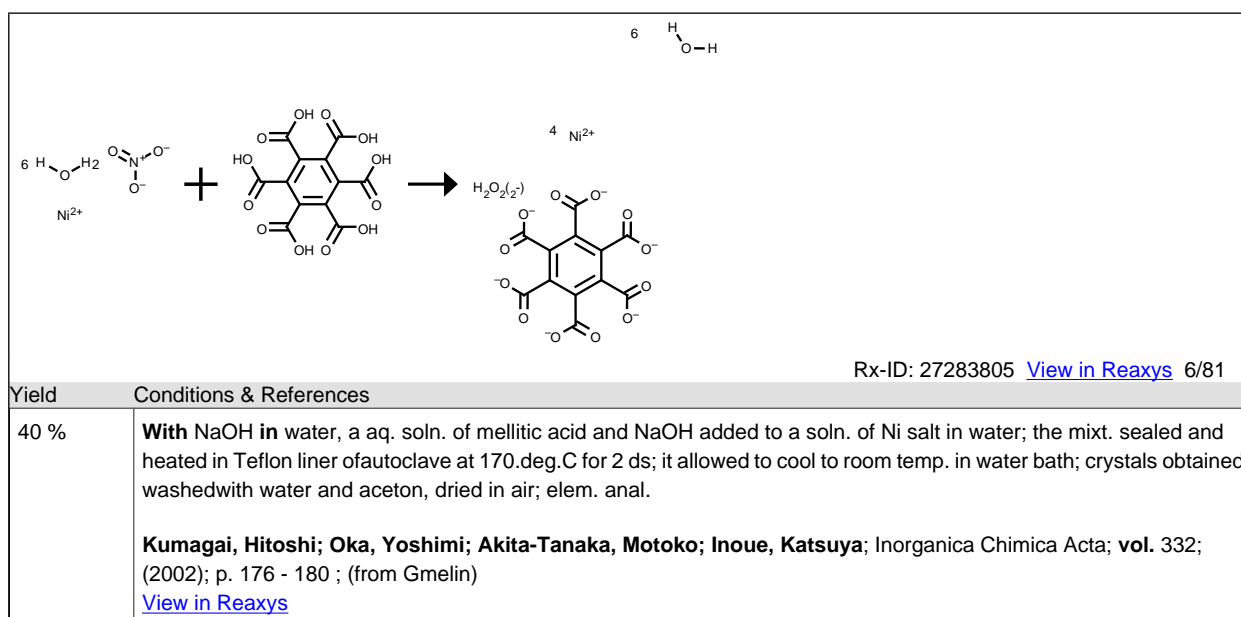 6 H O H
6 H O H2 O N+ O− O− Ni2+ + O OH O OH HO O OH O O OH O OH H2O2(2-) 4 Ni2+ O O− O− O O O− −O O O O− −O O
Rx-ID: 27283805 View in Reaxys 6/81
Yield Conditions & References
40 % With NaOH in water, a aq. soln. of mellitic acid and NaOH added to a soln. of Ni salt in water; the mixt. sealed and
heated in Teflon liner ofautoclave at 170.deg.C for 2 ds; it allowed to cool to room temp. in water bath; crystals obtained
washedwith water and aceton, dried in air; elem. anal.
Kumagai, Hitoshi; Oka, Yoshimi; Akita-Tanaka, Motoko; Inoue, Katsuya; Inorganica Chimica Acta; vol. 332;
(2002); p. 176 - 180 ; (from Gmelin)
View in Reaxys